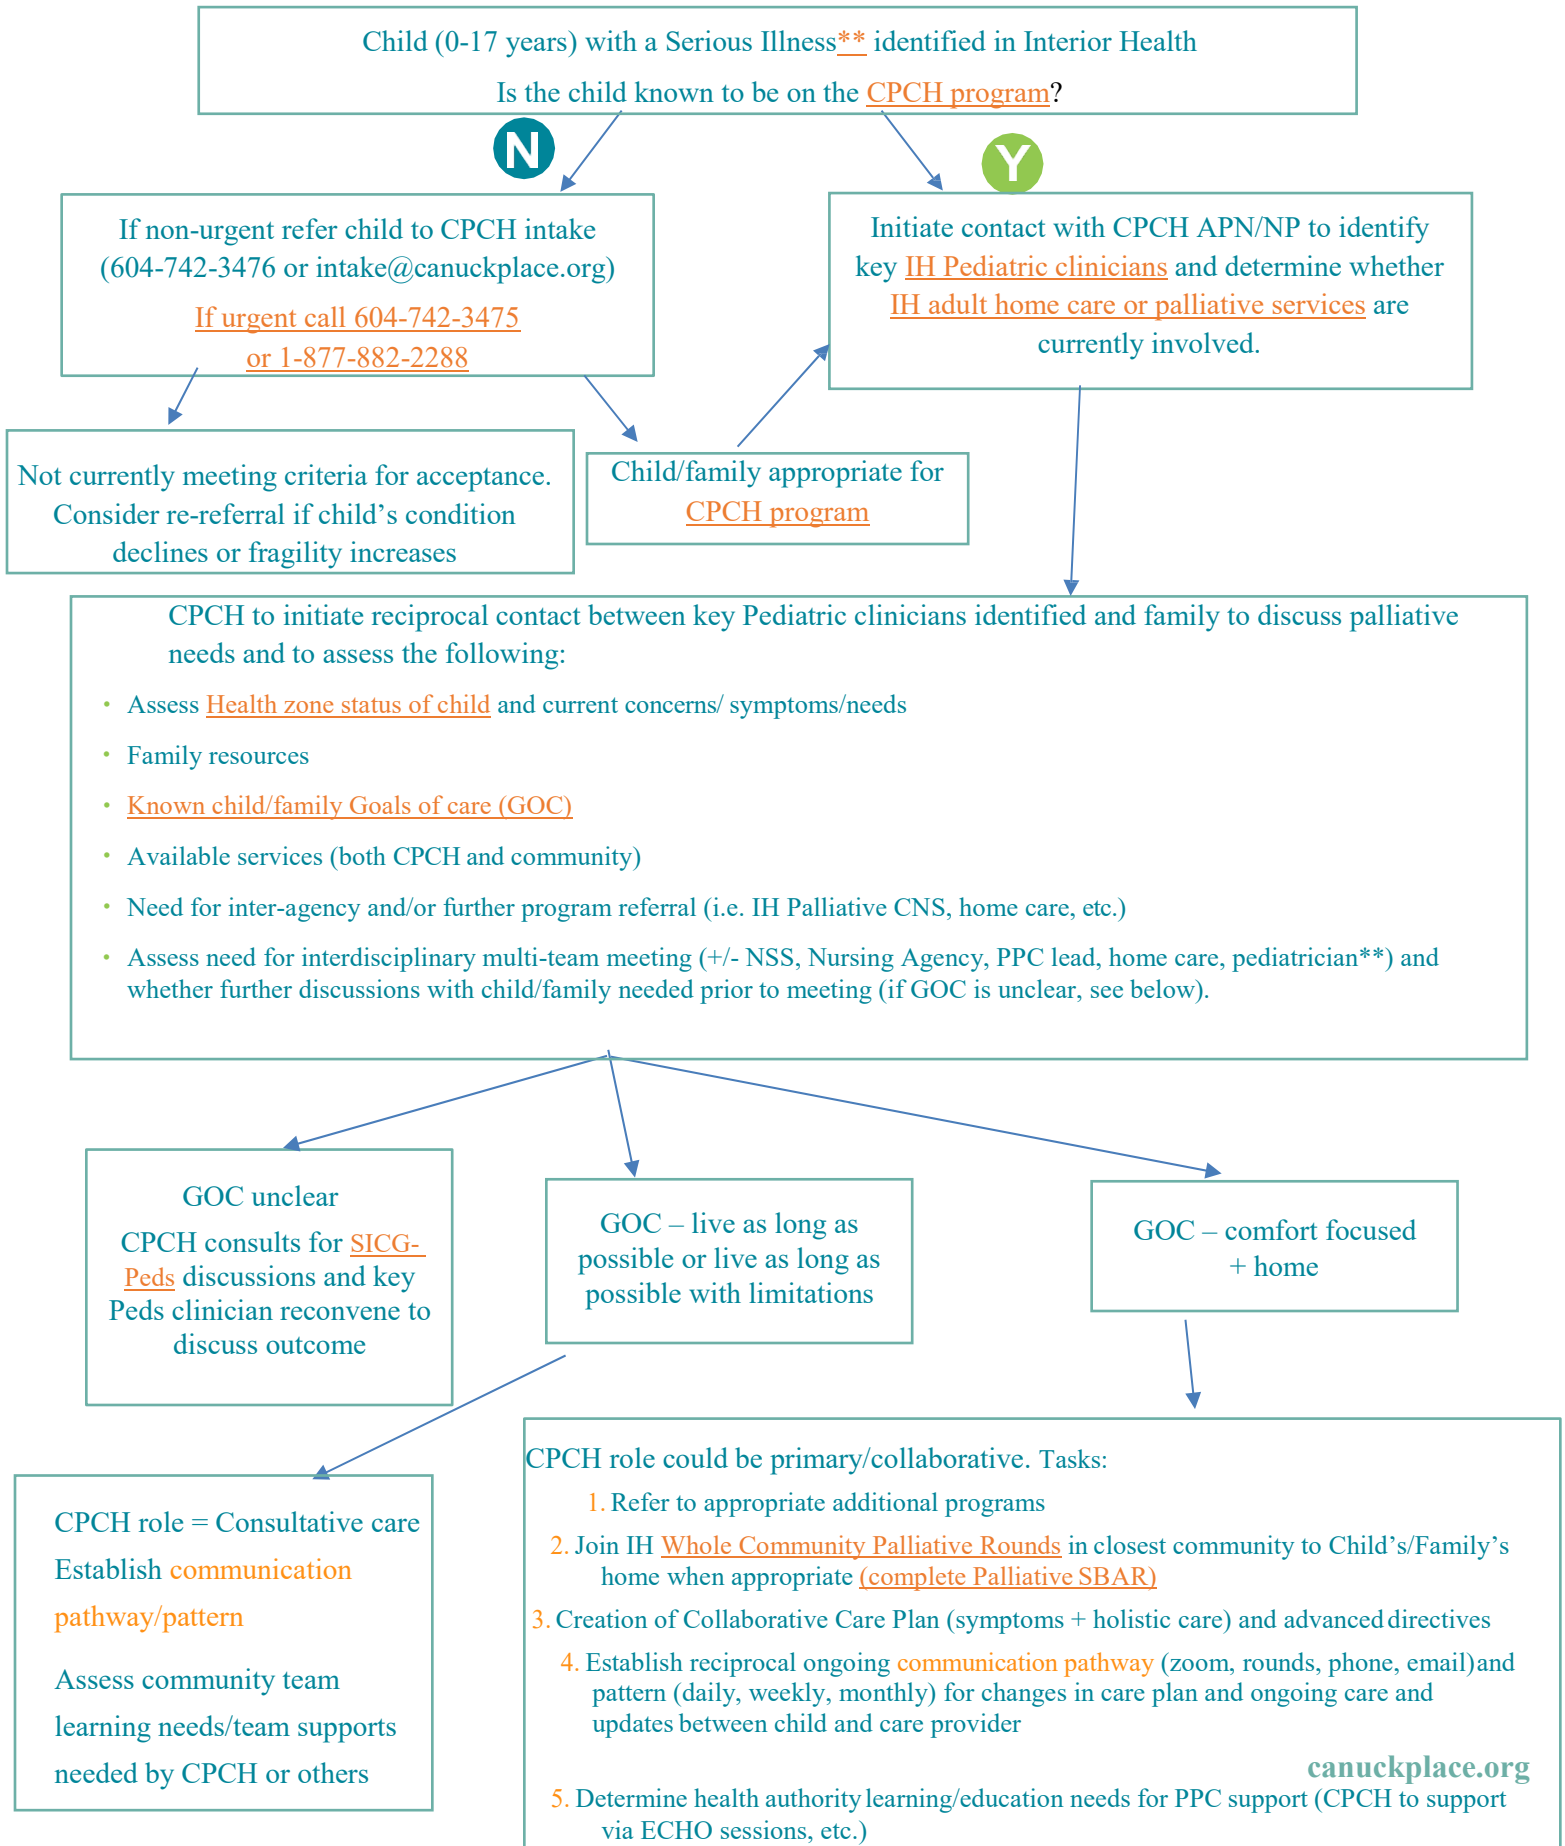 Child (0-17 years) with a Serious Illness** identified in Interior Health
Is the child known to be on the CPCH program?
N
Y
If non-urgent refer child to CPCH intake
(604-742-3476 or intake@canuckplace.org)
If urgent call 604-742-3475
or 1-877-882-2288
Initiate contact with CPCH APN/NP to identify
key IH Pediatric clinicians and determine whether
IH adult home care or palliative services are
currently involved.
Not currently meeting criteria for acceptance.
Consider re-referral if child’s condition
declines or fragility increases
Child/family appropriate for
CPCH program
CPCH to initiate reciprocal contact between key Pediatric clinicians identified and family to discuss palliative
needs and to assess the following:
• Assess Health zone status of child and current concerns/ symptoms/needs
• Family resources
• Known child/family Goals of care (GOC)
• Available services (both CPCH and community)
• Need for inter-agency and/or further program referral (i.e. IH Palliative CNS, home care, etc.)
• Assess need for interdisciplinary multi-team meeting (+/- NSS, Nursing Agency, PPC lead, home care, pediatrician**) and
whether further discussions with child/family needed prior to meeting (if GOC is unclear, see below).
GOC unclear
CPCH consults for SICG-
Peds discussions and key
Peds clinician reconvene to
discuss outcome
GOC – live as long as
possible or live as long as
possible with limitations
GOC – comfort focused
+ home
CPCH role = Consultative care
Establish communication
pathway/pattern
Assess community team
learning needs/team supports
needed by CPCH or others
CPCH role could be primary/collaborative. Tasks:
1. Refer to appropriate additional programs
2. Join IH Whole Community Palliative Rounds in closest community to Child’s/Family’s
home when appropriate (complete Palliative SBAR)
3. Creation of Collaborative Care Plan (symptoms + holistic care) and advanced directives
4. Establish reciprocal ongoing communication pathway (zoom, rounds, phone, email) and
pattern (daily, weekly, monthly) for changes in care plan and ongoing care and
updates between child and care provider
canuckplace.org
5. Determine health authority learning/education needs for PPC support (CPCH to support
via ECHO sessions, etc.)